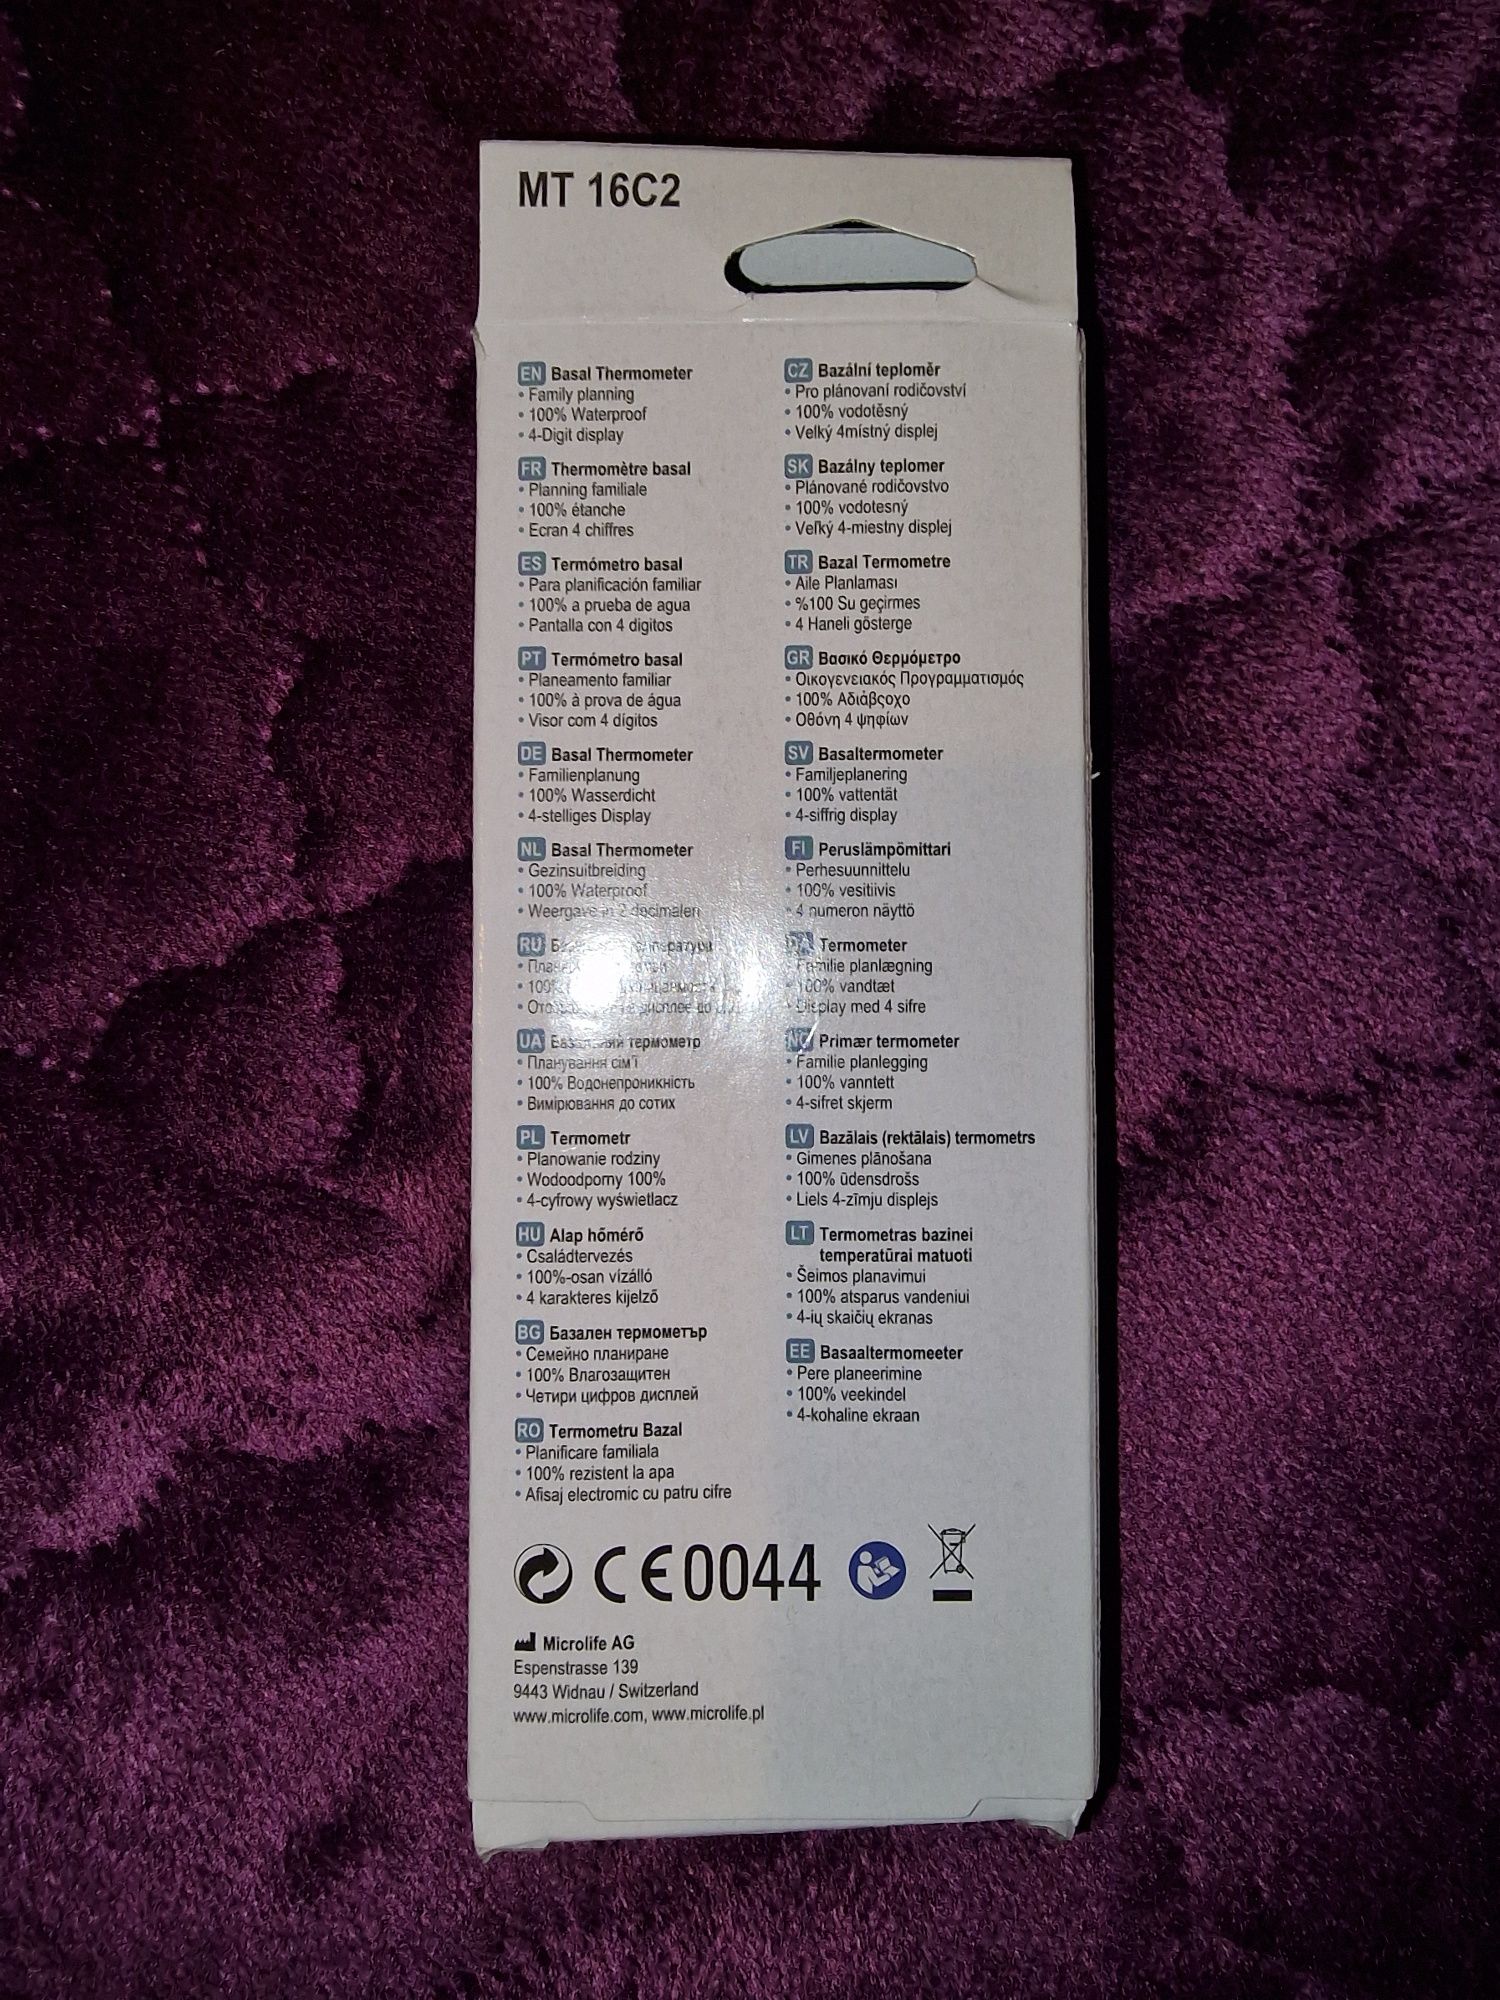 MT 16C2
EN Basal Thermometer
• Family planning
• 100% Waterproof
• 4-Digit display
FR Thermomètre basal
• Planning familiale
• 100% étanche
• Ecran 4 chiffres
ES Termómetro basal
• Para planificación familiar
• 100% a prueba de agua
• Pantalla con 4 digitos
PT Termómetro basal
• Planeamento familiar
• 100% à prova de água
• Visor com 4 dígitos
DE Basal Thermometer
• Familienplanung
• 100% Wasserdicht
• 4-stelliges Display
NL Basal Thermometer
• Gezinsuitbreiding
• 100% Waterproof
• Weergave in 2 decimalen
RU
•
• 100%
• дисплее до
UA Базальний термометр
• Планування сім'ї
• 100% Водонепроникність
• Вимірювання до сотих
PL Termometr
• Planowanie rodziny
• Wodoodporny 100%
• 4-cyfrowy wyświetlacz
HU Alap hőmérő
• Családtervezés
• 100%-osan vízálló
• 4 karakteres kijelző
BG Базален термометър
• Семейно планиране
• 100% Влагозащитен
• Четири цифров дисплей
RO Termometru Bazal
• Planificare familiala
• 100% rezistent la apa
• Afisaj electromic cu patru cifre
CZ Bazální teploměr
• Pro plánovaní rodičovství
• 100% vodotěsný
• Velký 4místný displej
SK Bazálny teplomer
• Plánované rodičovstvo
• 100% vodotesný
• Veľký 4-miestny displej
TR Bazal Termometre
• Aile Planlaması
• %100 Su geçirmes
• 4 Haneli gösterge
GR Βασικό Θερμόμετρο
• Οικογενειακός Προγραμματισμός
• 100% Αδιάβςοχο
• Οθόνη 4 ψηφίων
SV Basaltermometer
• Familjeplanering
• 100% vattentät
• 4-siffrig display
FI Peruslämpömittari
• Perhesuunnittelu
• 100% vesitiivis
• 4 numeron näyttö
DA Termometer
• Familie planlægning
• 100% vandtæt
• Display med 4 sifre
NO Primær termometer
• Familie planlegging
• 100% vanntett
• 4-sifret skjerm
LV Bazālais (rektālais) termometrs
• Gimenes plānošana
• 100% ūdensdrošs
• Liels 4-zīmju displejs
LT Termometras bazinei
temperatūrai matuoti
• Šeimos planavimui
• 100% atsparus vandeniui
• 4-ių skaičių ekranas
EE Basaaltermomeeter
• Pere planeerimine
• 100% veekindel
• 4-kohaline ekraan
CE0044
Microlife AG
Espenstrasse 139
9443 Widnau / Switzerland
www.microlife.com, www.microlife.pl